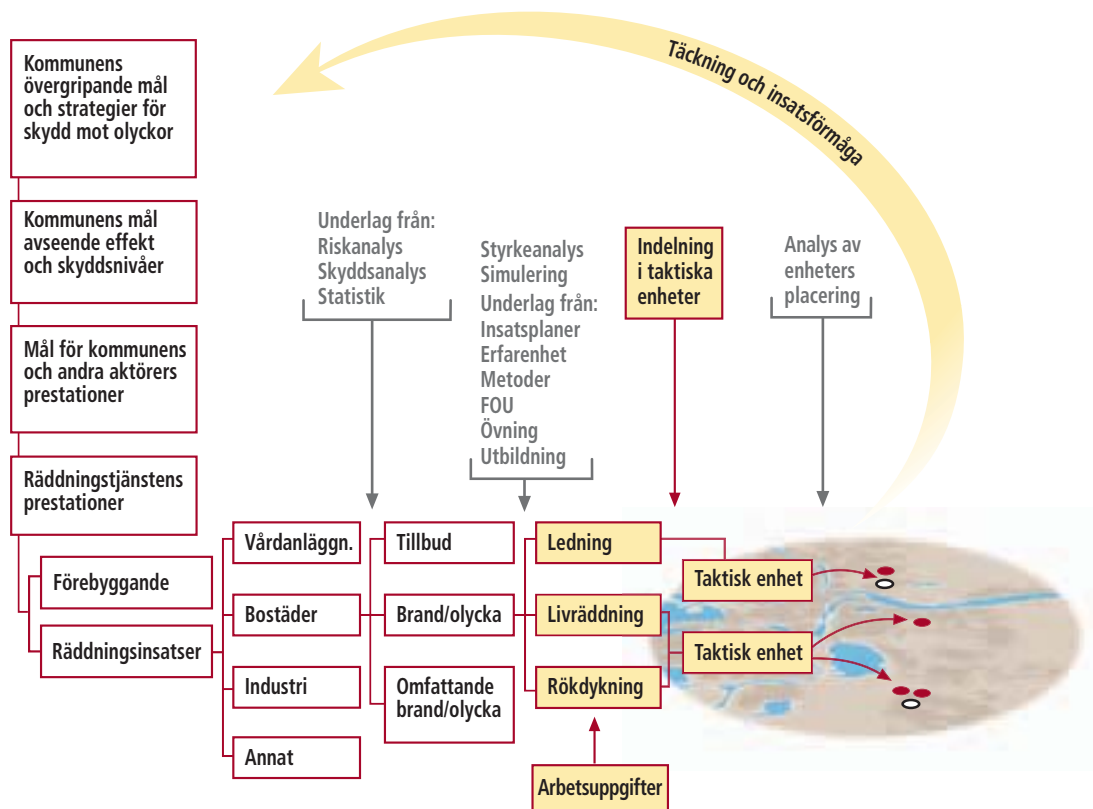 Kommunens
övergripande mål
och strategier för
skydd mot olyckor
Täckning och insatsförmåga
Kommunens mål
avseende effekt
och skyddsnivåer
Underlag från:
Riskanalys
Skyddsanalys
Statistik
Styrkeanalys
Simulering
Underlag från:
Insatsplaner
Erfarenhet
Metoder
FOU
Övning
Utbildning
Indelning
i taktiska
enheter
Analys av
enheters
placering
Mål för kommunens
och andra aktörers
prestationer
Räddningstjänstens
prestationer
Förebyggande
Räddningsinsatser
Vårdanläggn.
Bostäder
Industri
Annat
Tillbud
Brand/olycka
Omfattande
brand/olycka
Ledning
Livräddning
Rökdykning
Arbetsuppgifter
Taktisk enhet
Taktisk enhet